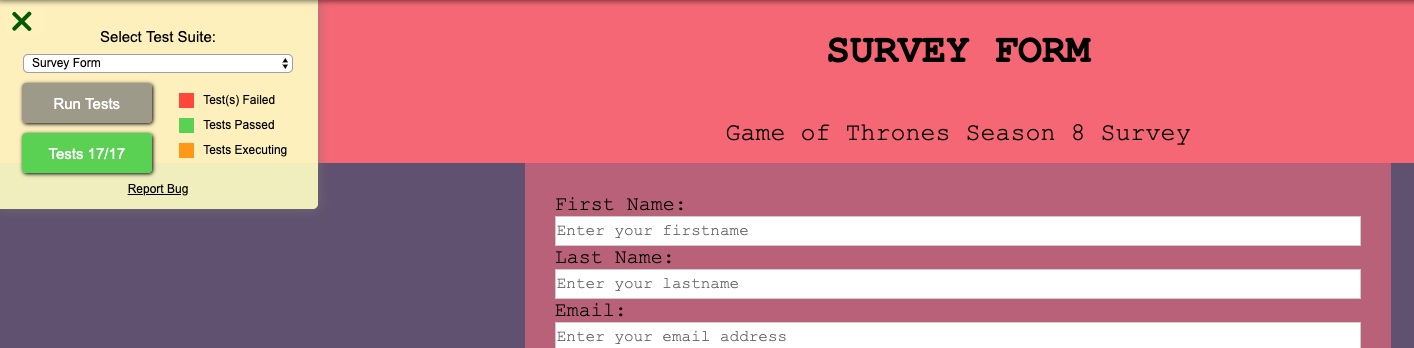 Select Test Suite:
Survey Form
Run Tests
Test(s) Failed
Tests Passed
Tests 17/17
Tests Executing
Report Bug
SURVEY FORM
Game of Thrones Season 8 Survey
First Name:
Enter your firstname
Last Name:
Enter your lastname
Email:
Enter your email address